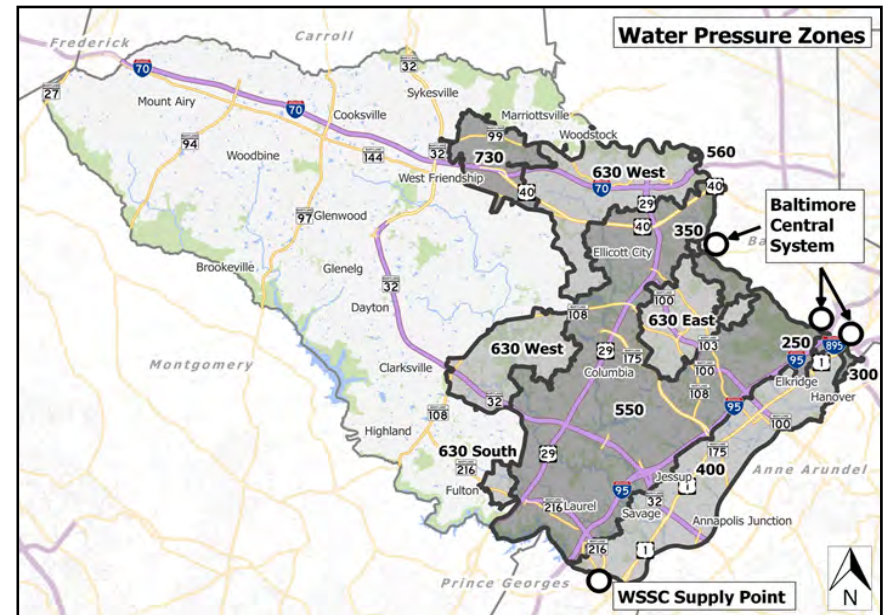 Water Pressure Zones
Frederick
Carroll
70
27
Mount Airy
32
Sykesville
70
Cooksville
Marriottsville
94
Woodbine
144
32
99
Woodstock
730
560
West Friendship
630 West
40
70
40
29
97
Glenwood
40
350
Baltimore
Central
System
Ellicott City
Brookeville
Glenelg
32
100
Dayton
108
630 East
630 West
29
175
103
250
895
Montgomery
Columbia
100
95
1
300
Clarksville
Elkridge
32
108
Hanover
108
550
95
100
Highland
630 South
175
216
29
400
Anne Arundel
Fulton
95
Jessup
1
216
Laurel
32
Savage
Annapolis Junction
216
1
Prince Georges
WSSC Supply Point
N